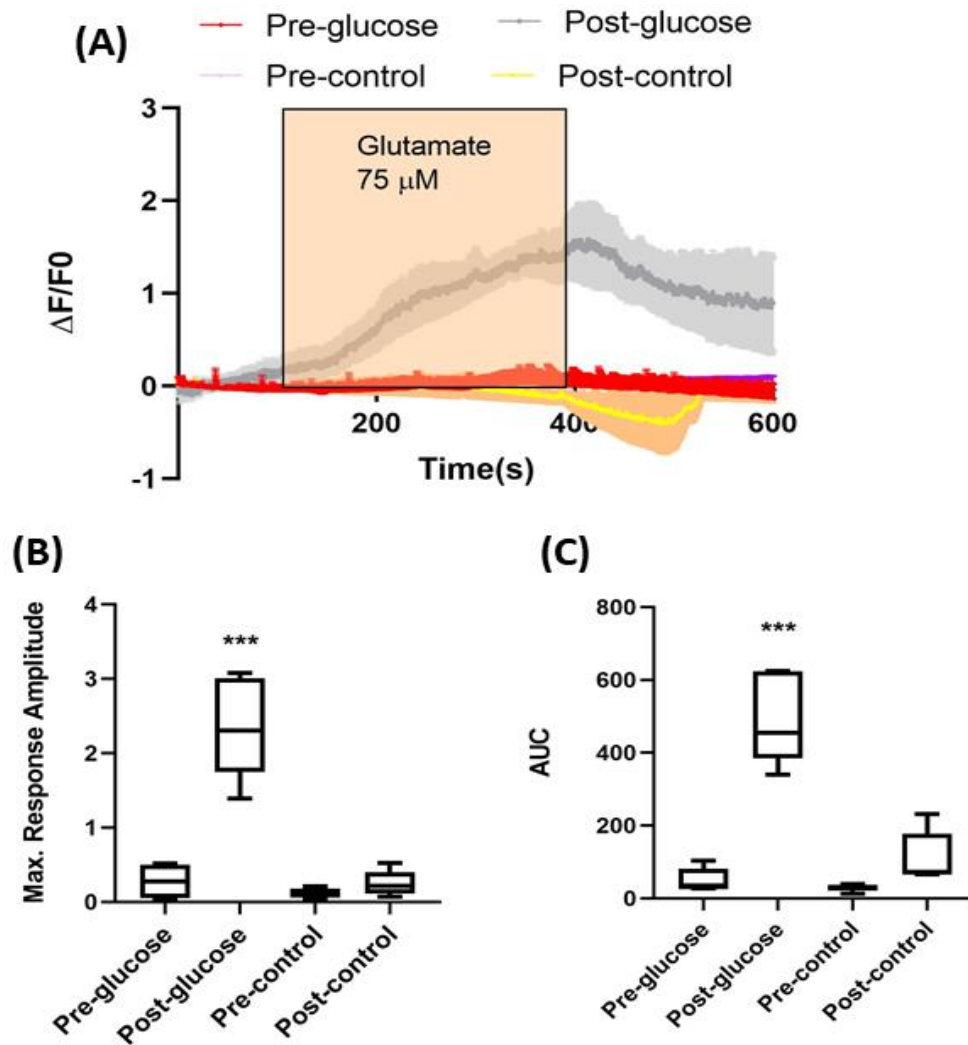 (A)
Pre-glucose
Post-glucose
Pre-control
Post-control
3
2
1
0
-1
ΔF/F0
Glutamate
75 μM
200
400
600
Time(s)
(B)
4
3
2
1
0
Max. Response Amplitude
***
Pre-glucose
Post-glucose
Pre-control
Post-control
(C)
800
600
400
200
0
AUC
***
Pre-glucose
Post-glucose
Pre-control
Post-control